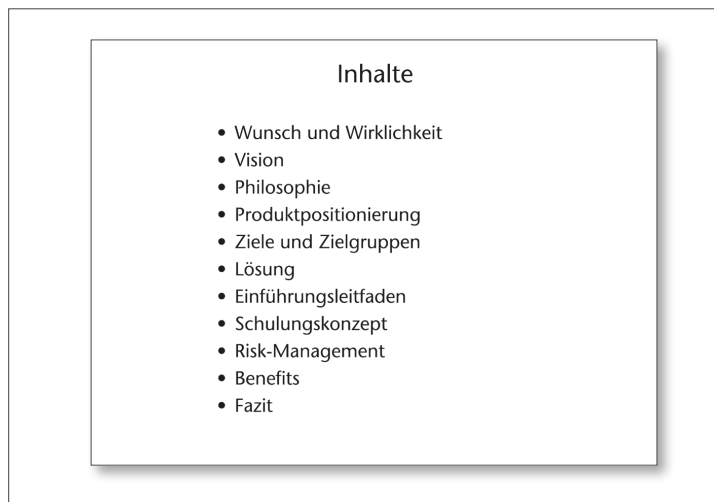 Inhalte
• Wunsch und Wirklichkeit
• Vision
• Philosophie
• Produktpositionierung
• Ziele und Zielgruppen
• Lösung
• Einführungsleitfaden
• Schulungskonzept
• Risk-Management
• Benefits
• Fazit